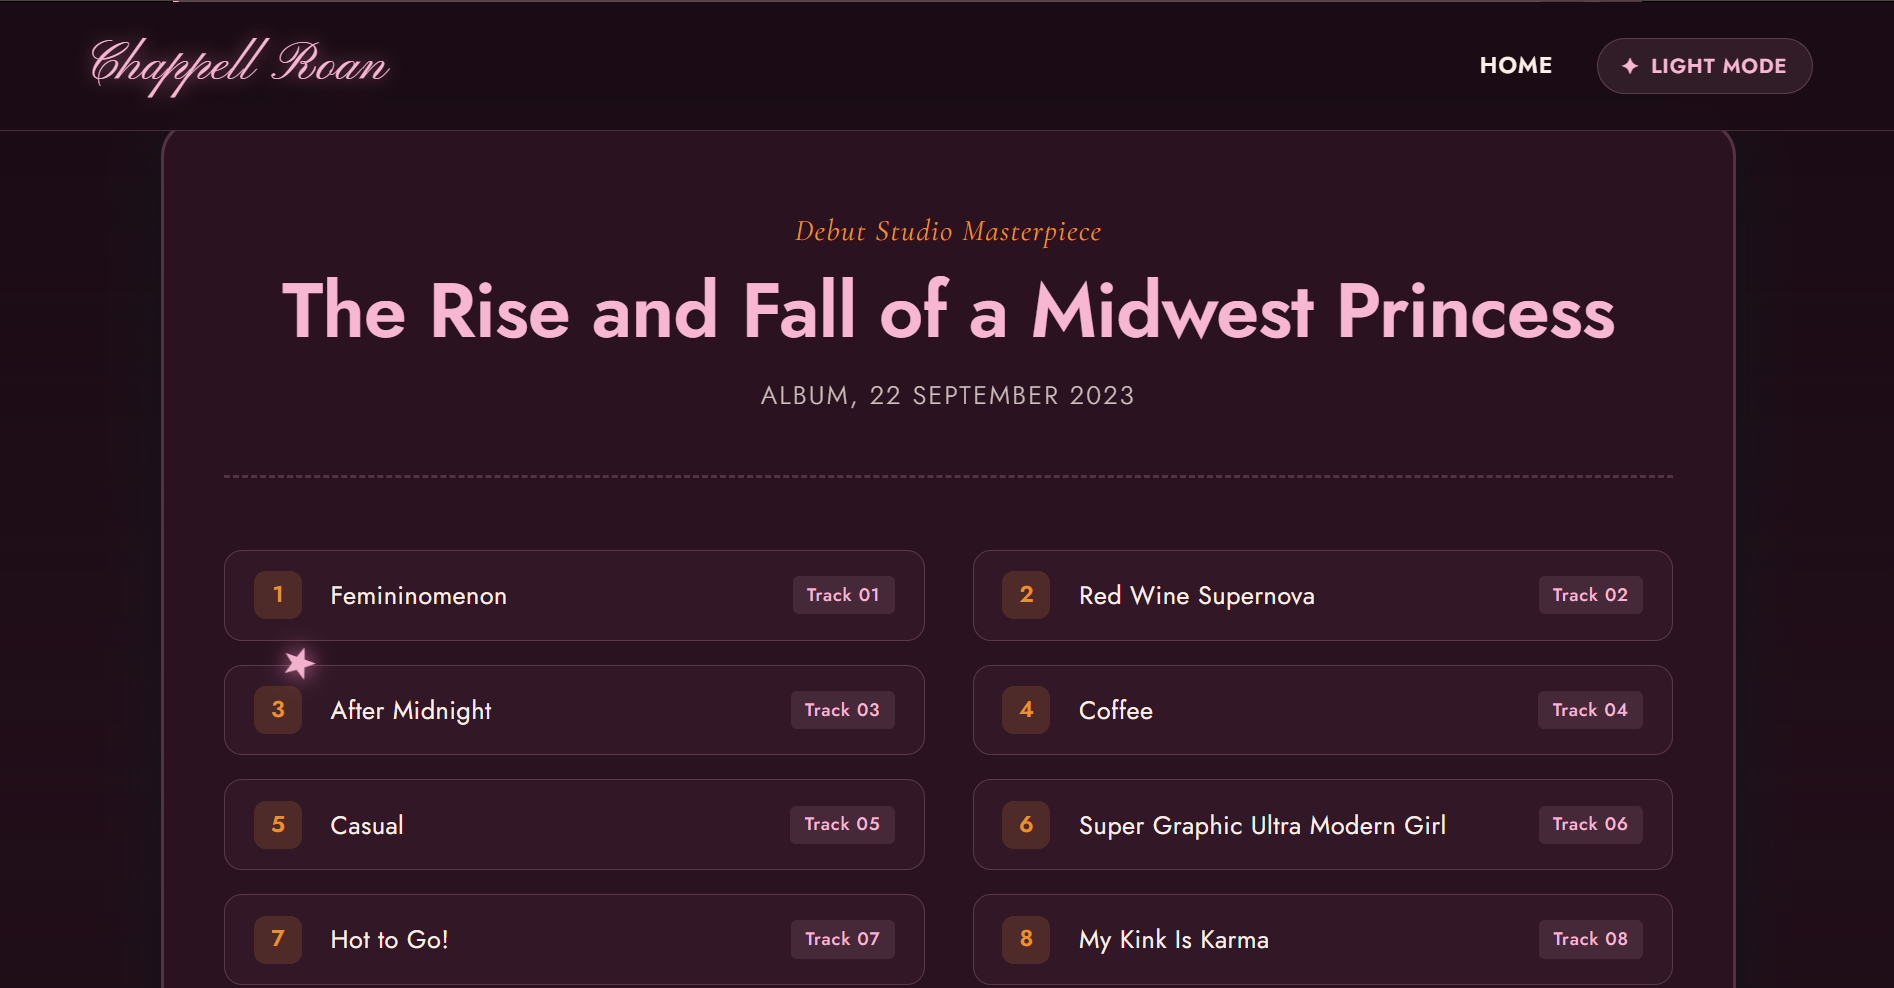 Chappell Roan
HOME
✦ LIGHT MODE
Debut Studio Masterpiece
The Rise and Fall of a Midwest Princess
ALBUM, 22 SEPTEMBER 2023
1 Femininomenon Track 01
2 Red Wine Supernova Track 02
3 After Midnight Track 03
4 Coffee Track 04
5 Casual Track 05
6 Super Graphic Ultra Modern Girl Track 06
7 Hot to Go! Track 07
8 My Kink Is Karma Track 08